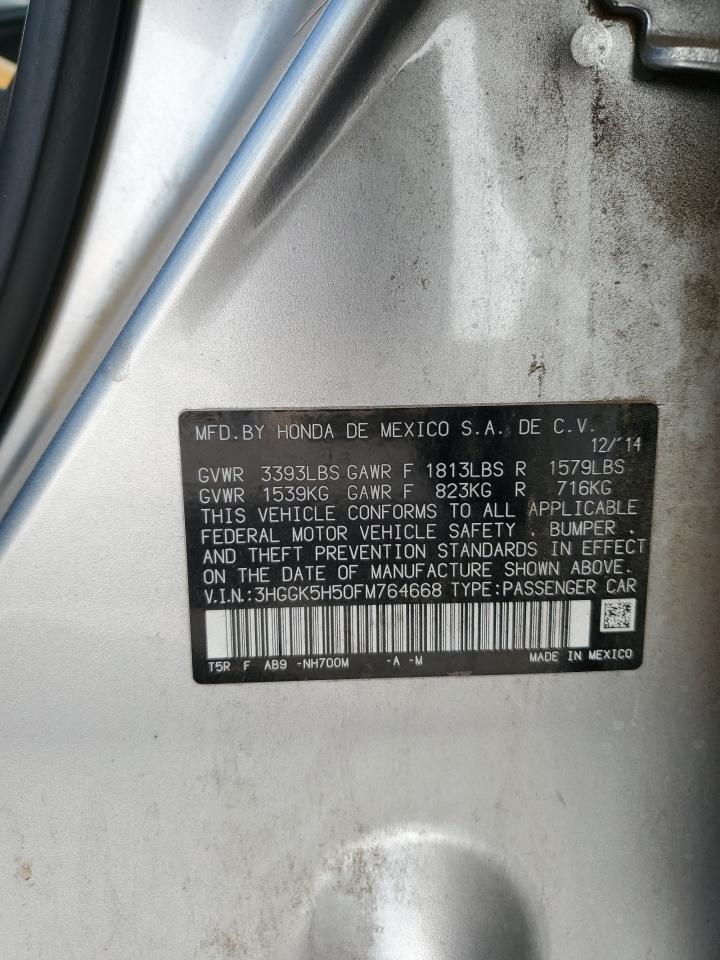 MFD.BY HONDA DE MEXICO S.A. DE C.V.
12/'14
GVWR 3393LBS GAWR F 1813LBS R 1579LBS
GVWR 1539KG GAWR F 823KG R 716KG
THIS VEHICLE CONFORMS TO ALL APPLICABLE
FEDERAL MOTOR VEHICLE SAFETY , BUMPER ,
AND THEFT PREVENTION STANDARDS IN EFFECT
ON THE DATE OF MANUFACTURE SHOWN ABOVE.
V.I.N.:3HGGK5H50FM764668 TYPE:PASSENGER CAR
T5R F AB9 -NH700M -A -M MADE IN MEXICO